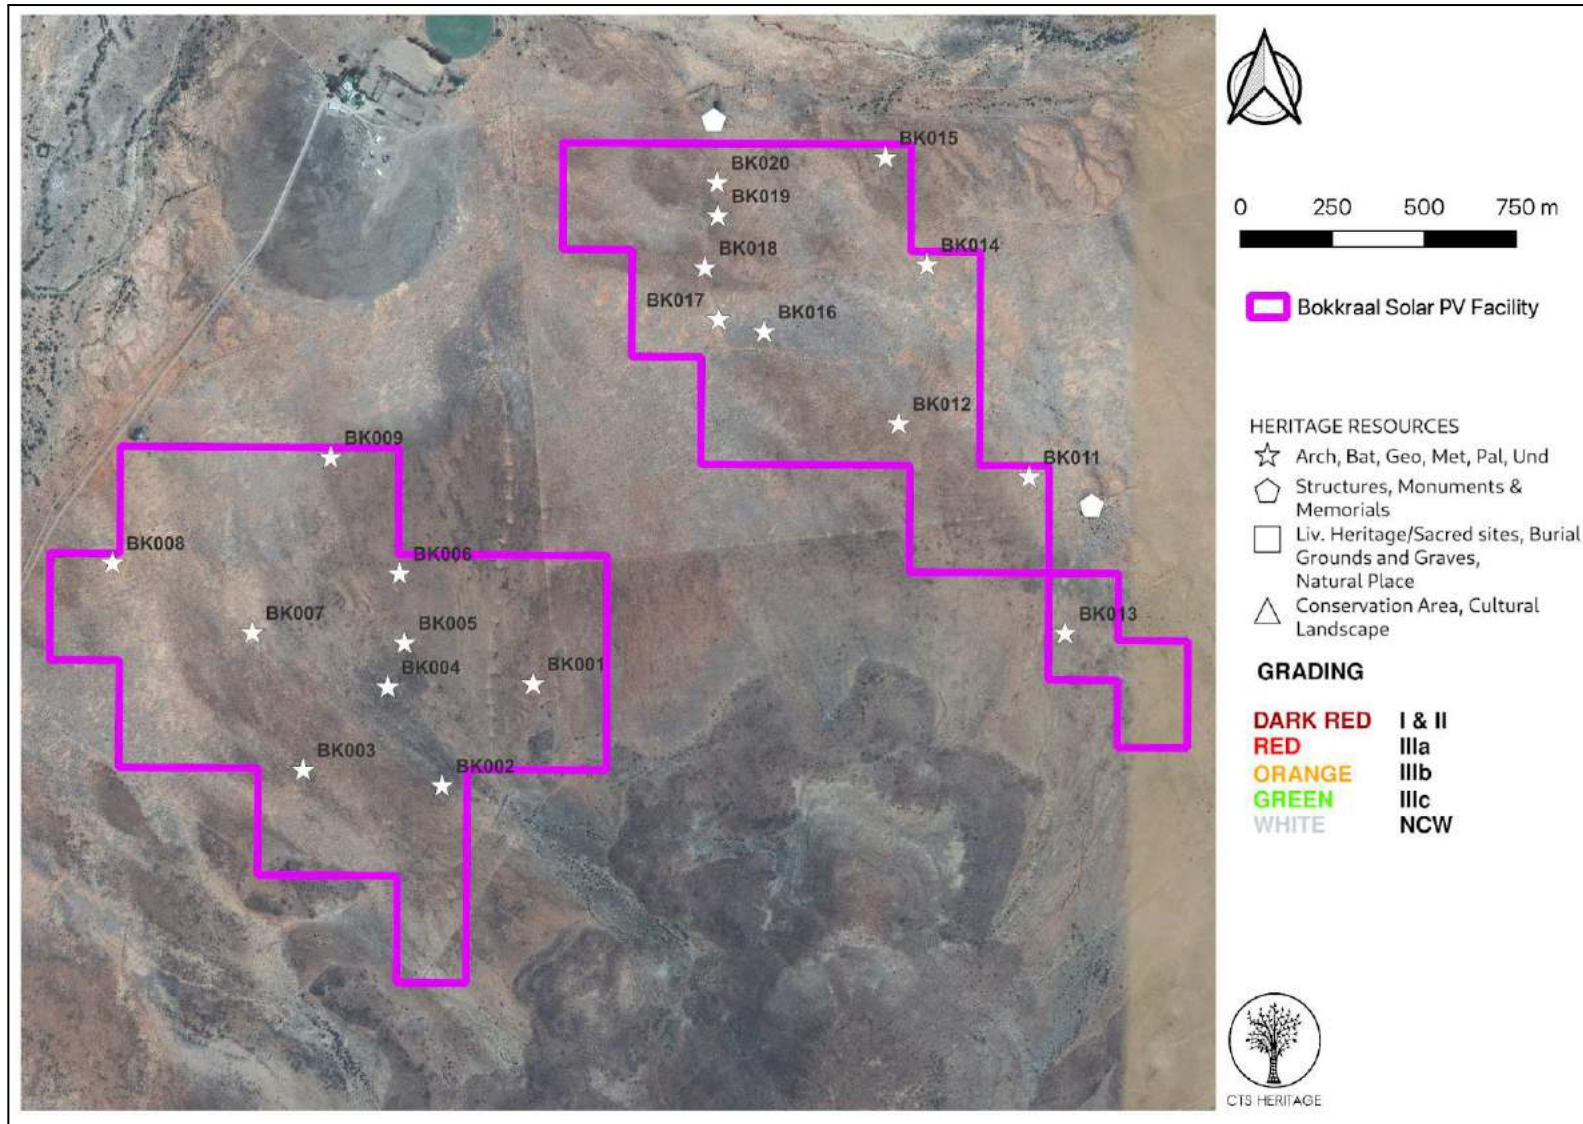 BK015
BK020
BK019
BK014
BK018
BK017
BK016
BK012
BK009
BK011
BK008
BK006
BK007
BK005
BK013
BK004
BK001
BK003
BK002
0 250 500 750 m
Bokkraal Solar PV Facility
HERITAGE RESOURCES
Arch, Bat, Geo, Met, Pal, Und
Structures, Monuments &
Memorials
Liv. Heritage/Sacred sites, Burial
Grounds and Graves,
Natural Place
Conservation Area, Cultural
Landscape
GRADING
DARK RED I & II
RED IIIa
ORANGE IIIb
GREEN IIIc
WHITE NCW
CTS HERITAGE